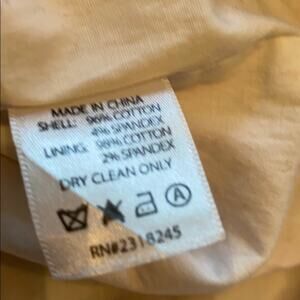 MADE IN CHINA
SHELL: 96% COTTON
4% SPANDEX
LINING: 98% COTTON
2% SPANDEX
DRY CLEAN ONLY
A
RN#2318245